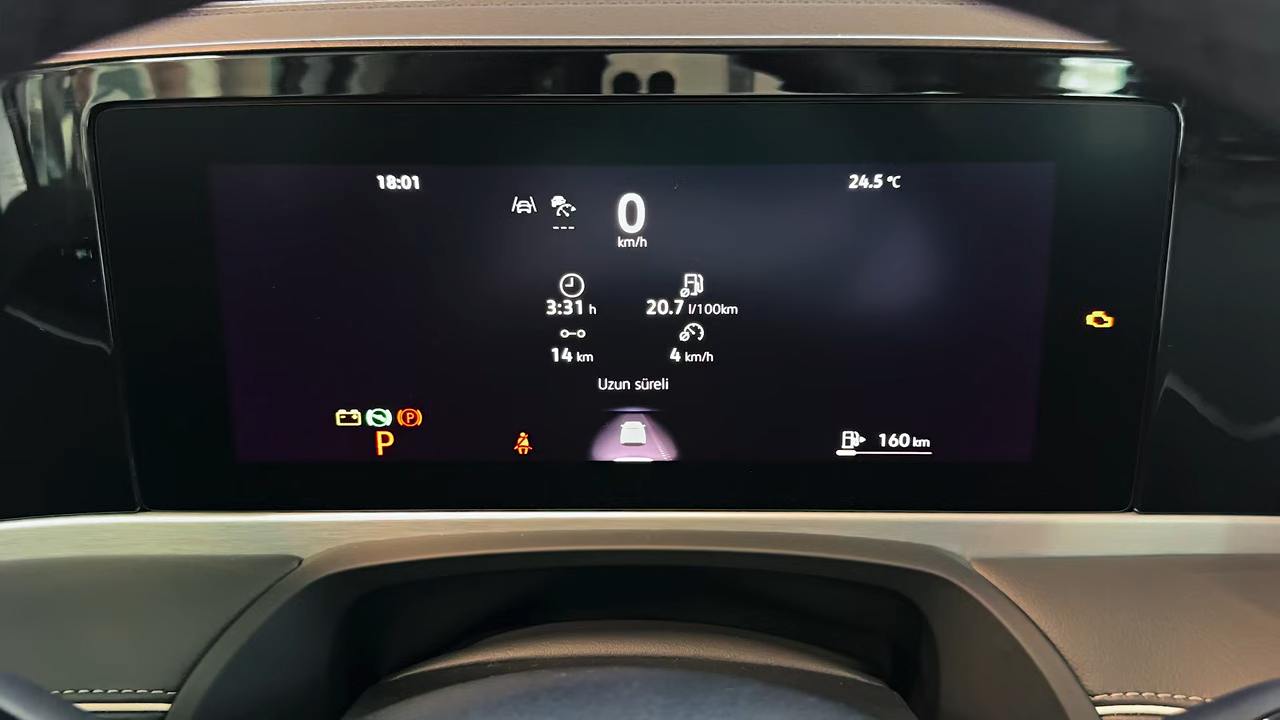 18:01
24.5 °C
---
0
km/h
3:31 h
20.7 l/100km
14 km
4 km/h
Uzun süreli
P
P
160 km